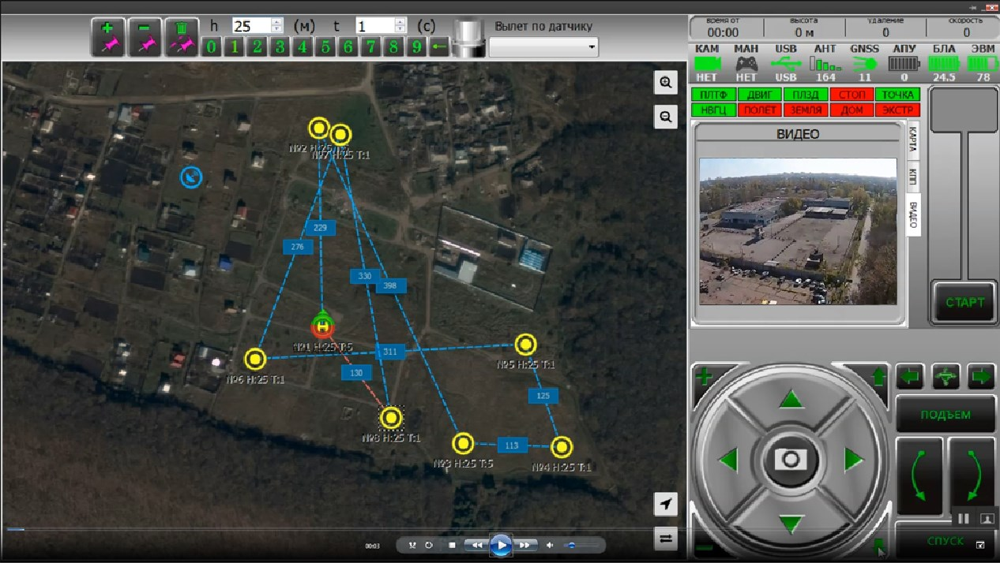 h 25 (м) t 1 (с) Вылет по датчику
0 1 2 3 4 5 6 7 8 9
время от высота удаление скорость
00:00 0 м 0 0
КАМ МАН USB АНТ GNSS АПУ БЛА ЭВМ
НЕТ НЕТ USB 164 11 0 24.5 78
ПЛТФ ДВИГ ПЛЗД СТОП ТОЧКА
НВГЦ ПОЛЁТ ЗЕМЛЯ ДОМ ЭКСТР
ВИДЕО
КАРТА
КПП
ВИДЕО
СТАРТ
№2 H:25 T:5
№7 H:25 T:1
229
276
330
398
№1 H:25 T:5
311
130
№6 H:25 T:1
№5 H:25 T:1
125
№8 H:25 T:1
113
№3 H:25 T:5
№4 H:25 T:1
ПОДЪЕМ
СПУСК
00:03